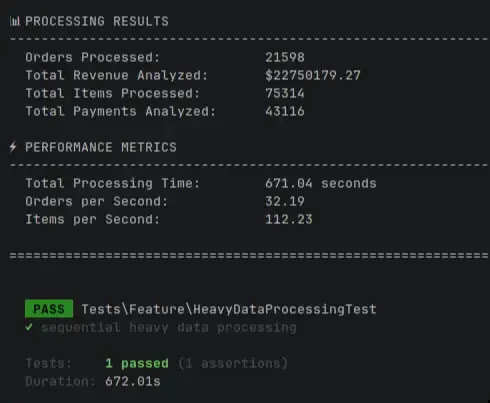 📊 PROCESSING RESULTS
------------------------------------------------------------
Orders Processed: 21598
Total Revenue Analyzed: $22750179.27
Total Items Processed: 75314
Total Payments Analyzed: 43116
⚡ PERFORMANCE METRICS
------------------------------------------------------------
Total Processing Time: 671.04 seconds
Orders per Second: 32.19
Items per Second: 112.23
============================================================
PASS Tests\Feature\HeavyDataProcessingTest
✓ sequential heavy data processing
Tests: 1 passed (1 assertions)
Duration: 672.01s